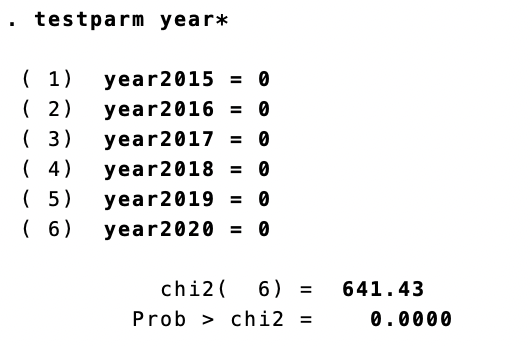 . testparm year*
( 1) year2015 = 0
( 2) year2016 = 0
( 3) year2017 = 0
( 4) year2018 = 0
( 5) year2019 = 0
( 6) year2020 = 0
chi2( 6) = 641.43
Prob > chi2 = 0.0000